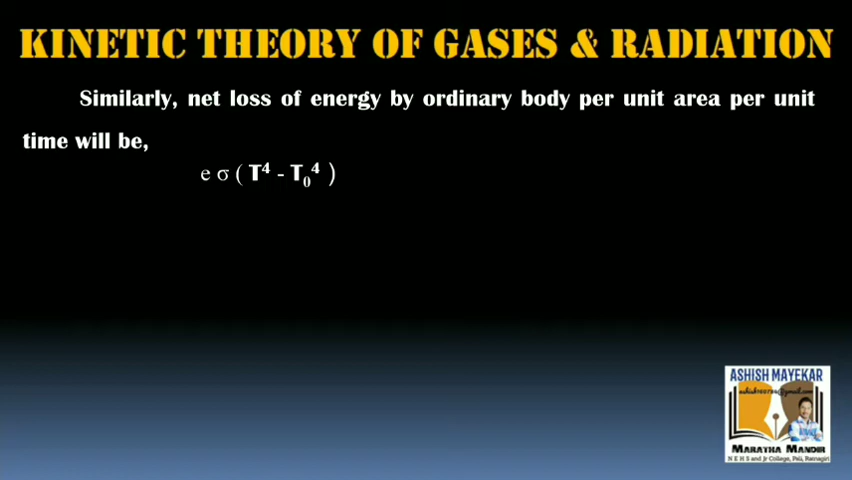 KINETIC THEORY OF GASES & RADIATION
Similarly, net loss of energy by ordinary body per unit area per unit
time will be,
e σ ( T⁴ - T₀⁴ )
ASHISH MAYEKAR
MARATHA MANDIR
N E H S and Jr College, Pali, Ratnagiri